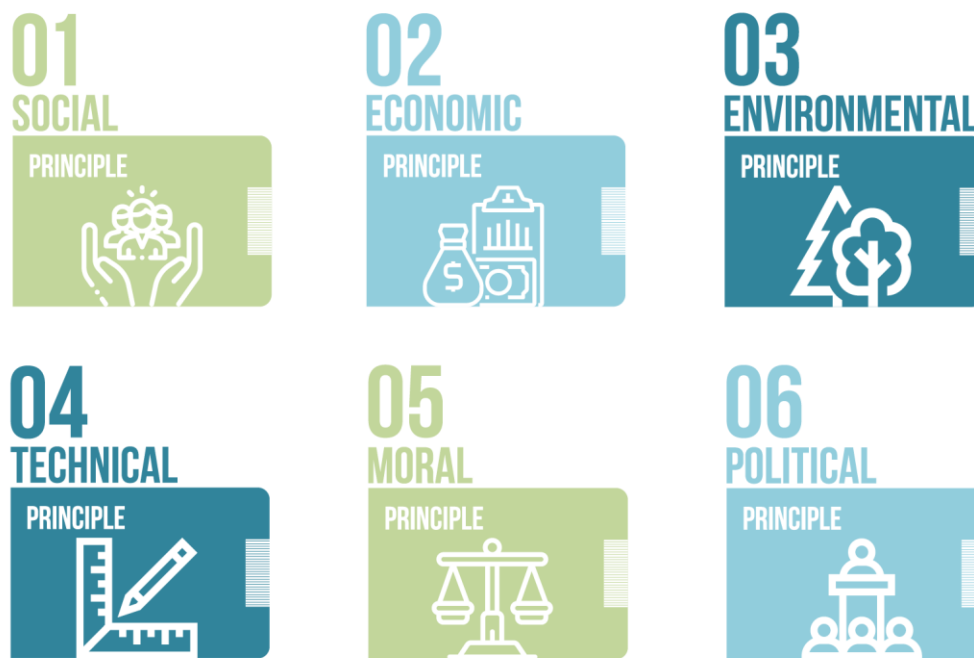 01
SOCIAL
PRINCIPLE
02
ECONOMIC
PRINCIPLE
$
03
ENVIRONMENTAL
PRINCIPLE
04
TECHNICAL
PRINCIPLE
05
MORAL
PRINCIPLE
06
POLITICAL
PRINCIPLE